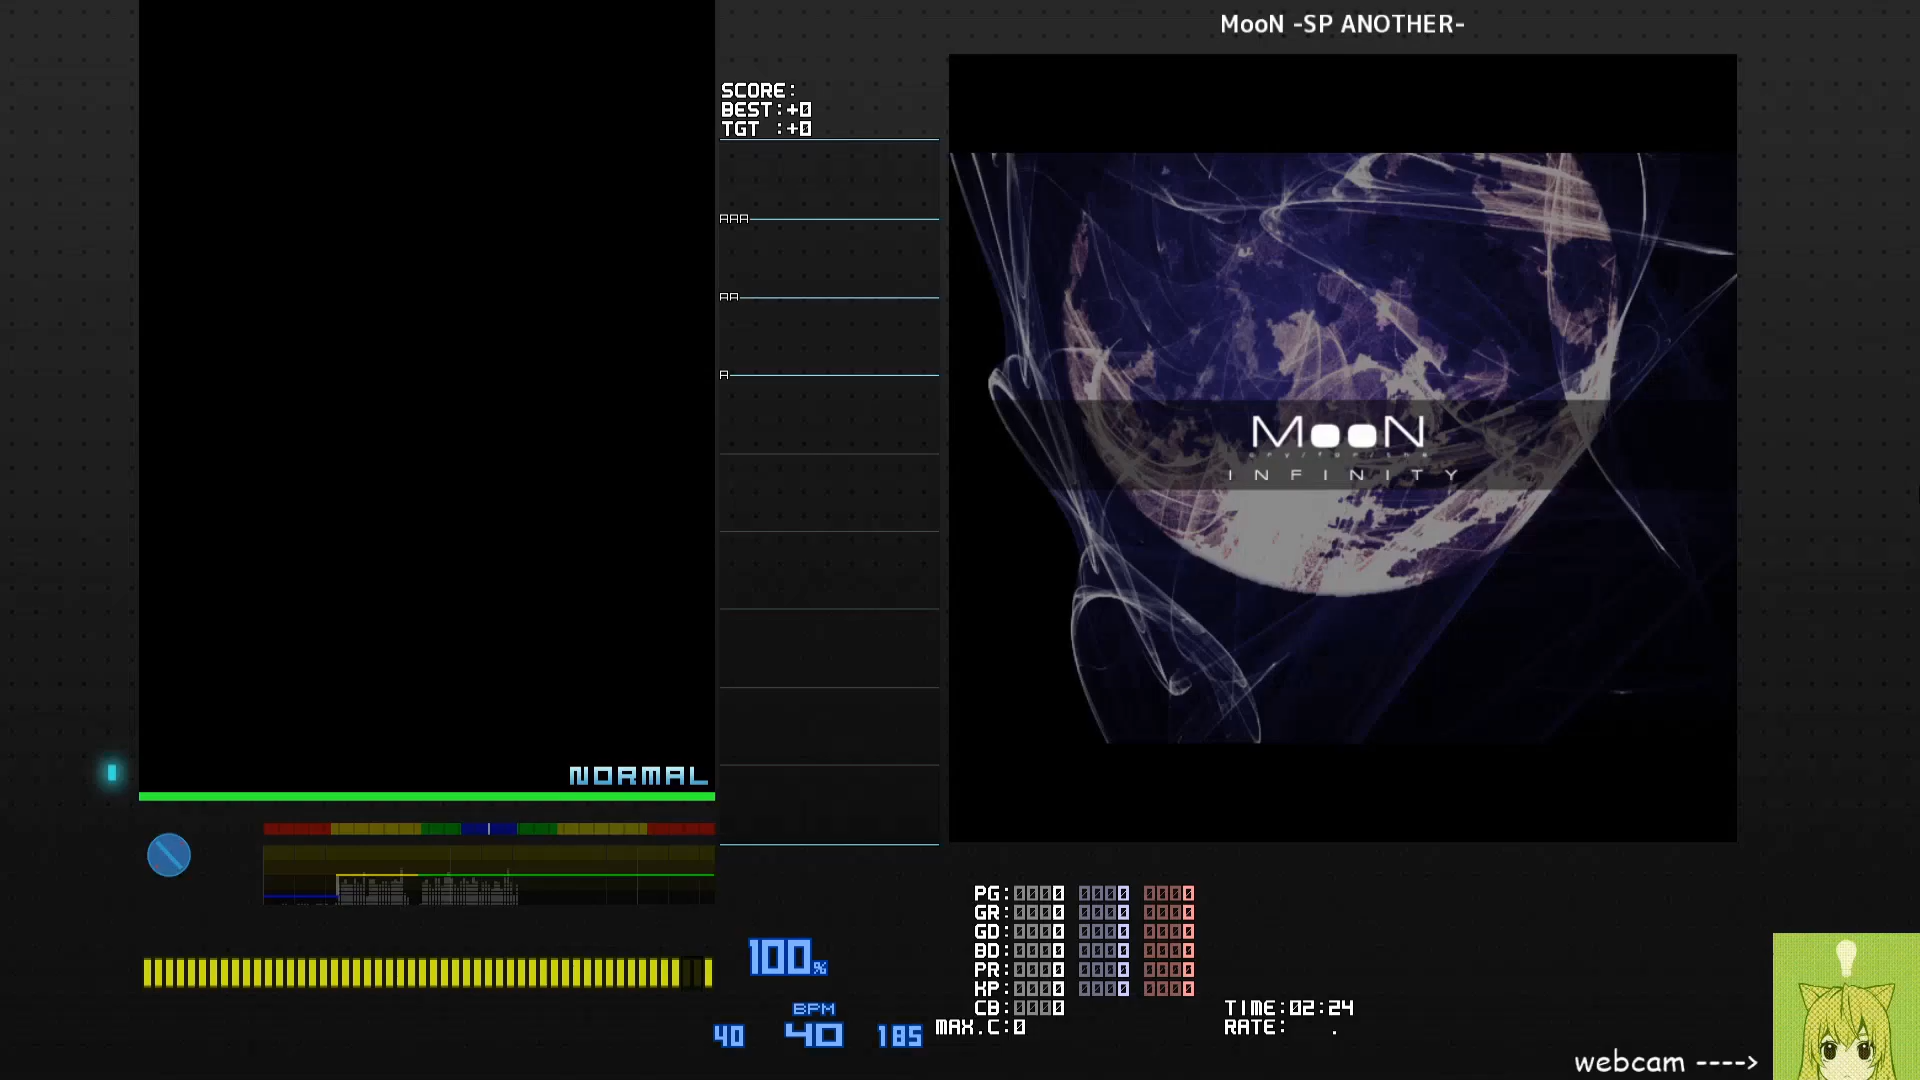 MooN -SP ANOTHER-
SCORE:
BEST:+0
TGT :+0
AAA
AA
A
MooN
INFINITY
NORMAL
100%
BPM
40 40 185
PG:0000 0000 0000
GR:0000 0000 0000
GD:0000 0000 0000
BD:0000 0000 0000
PR:0000 0000 0000
KP:0000 0000 0000
CB:0000
MAX.C:0
TIME:02:24
RATE: .
webcam ---->